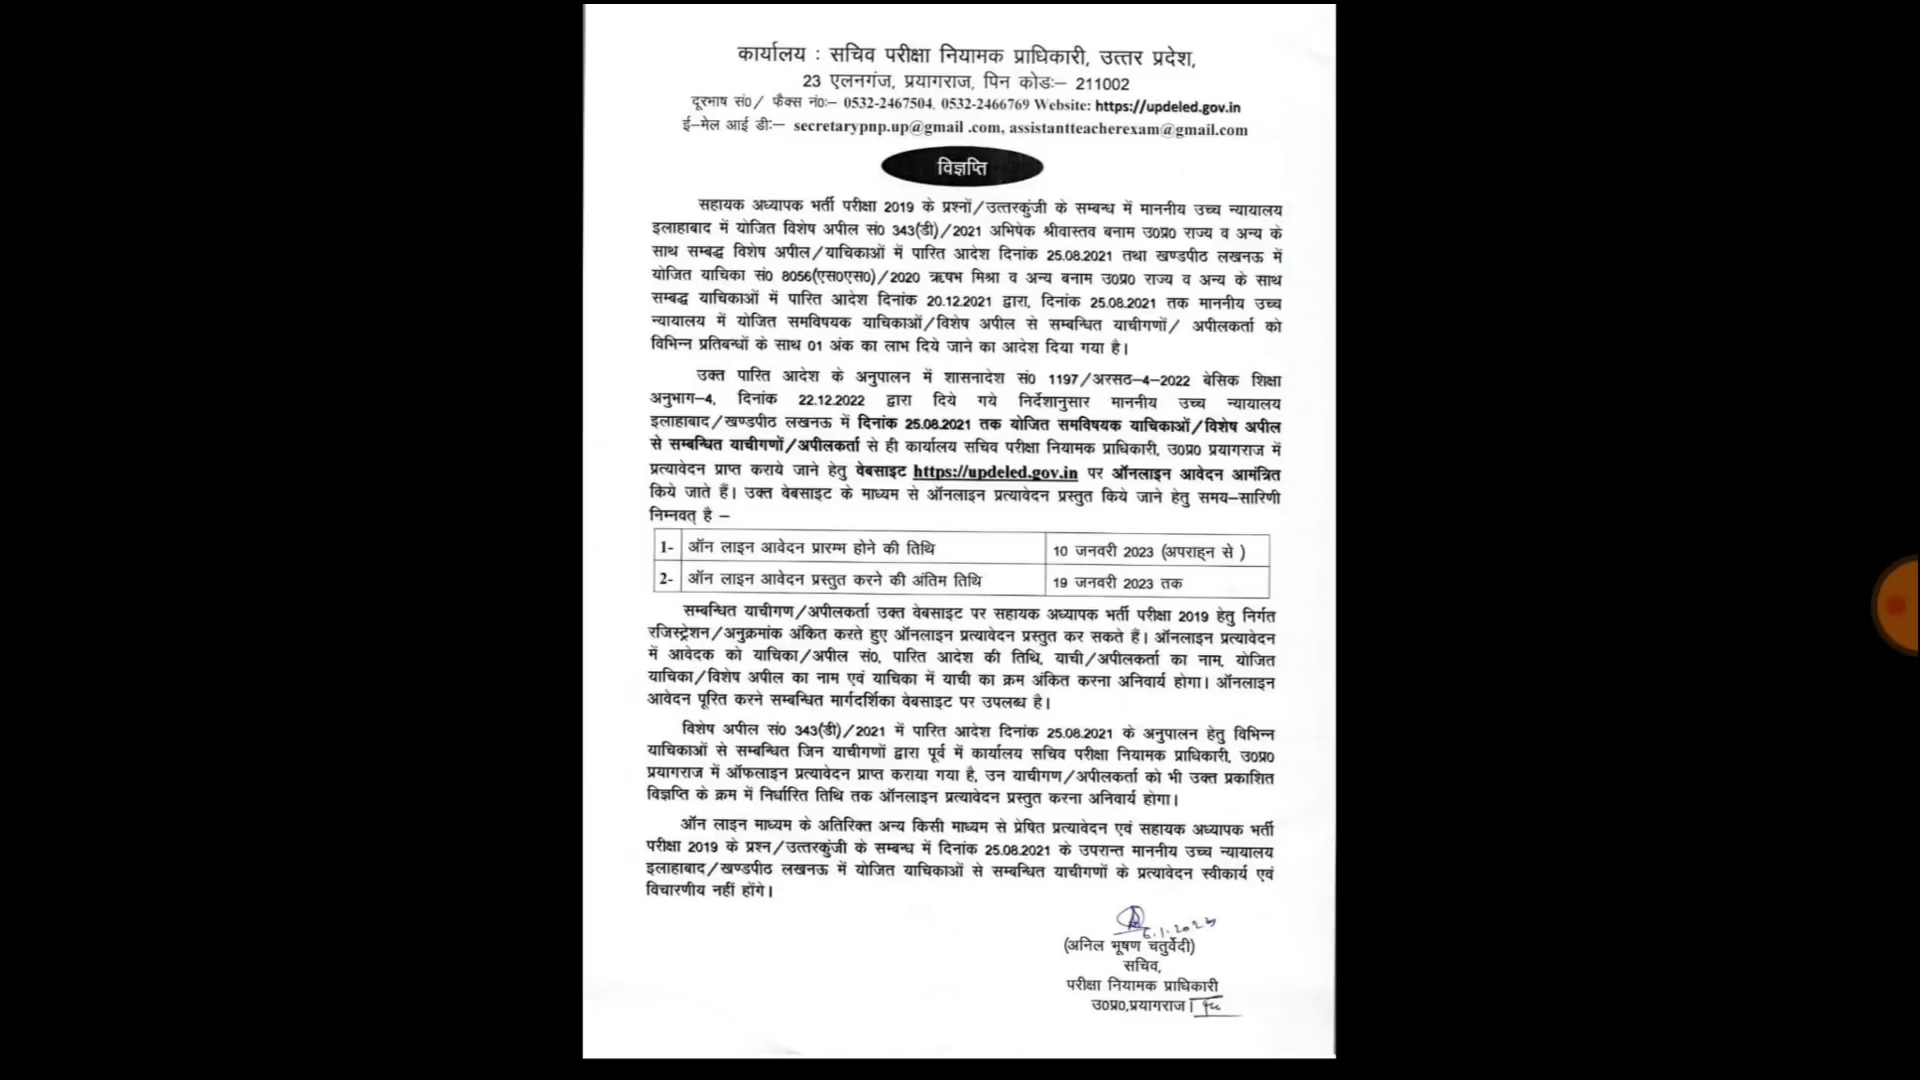 कार्यालय : सचिव परीक्षा नियामक प्राधिकारी, उत्तर प्रदेश,
23 एलनगंज, प्रयागराज, पिन कोडः– 211002
दूरभाष सं0/ फैक्स नं0ः– 0532-2467504, 0532-2466769 Website: https://updeled.gov.in
ई–मेल आई डीः– secretarypnp.up@gmail .com, assistantteacherexam@gmail.com
विज्ञप्ति
सहायक अध्यापक भर्ती परीक्षा 2019 के प्रश्नों/उत्तरकुंजी के सम्बन्ध में माननीय उच्च न्यायालय
इलाहाबाद में योजित विशेष अपील सं0 343(डी)/2021 अभिषेक श्रीवास्तव बनाम उ0प्र0 राज्य व अन्य के
साथ सम्बद्ध विशेष अपील/याचिकाओं में पारित आदेश दिनांक 25.08.2021 तथा खण्डपीठ लखनऊ में
योजित याचिका सं0 8056(एस0एस0)/2020 ऋषभ मिश्रा व अन्य बनाम उ0प्र0 राज्य व अन्य के साथ
सम्बद्ध याचिकाओं में पारित आदेश दिनांक 20.12.2021 द्वारा, दिनांक 25.08.2021 तक माननीय उच्च
न्यायालय में योजित समविषयक याचिकाओं/विशेष अपील से सम्बन्धित याचीगणों/ अपीलकर्ता को
विभिन्न प्रतिबन्धों के साथ 01 अंक का लाभ दिये जाने का आदेश दिया गया है।
उक्त पारित आदेश के अनुपालन में शासनादेश सं0 1197/अरसठ–4–2022 बेसिक शिक्षा
अनुभाग–4, दिनांक 22.12.2022 द्वारा दिये गये निर्देशानुसार माननीय उच्च न्यायालय
इलाहाबाद/खण्डपीठ लखनऊ में दिनांक 25.08.2021 तक योजित समविषयक याचिकाओं/विशेष अपील
से सम्बन्धित याचीगणों/अपीलकर्ता से ही कार्यालय सचिव परीक्षा नियामक प्राधिकारी, उ0प्र0 प्रयागराज में
प्रत्यावेदन प्राप्त कराये जाने हेतु वेबसाइट https://updeled.gov.in पर ऑनलाइन आवेदन आमंत्रित
किये जाते हैं। उक्त वेबसाइट के माध्यम से ऑनलाइन प्रत्यावेदन प्रस्तुत किये जाने हेतु समय–सारिणी
निम्नवत् है –
1- ऑन लाइन आवेदन प्रारम्भ होने की तिथि 10 जनवरी 2023 (अपराह्न से )
2- ऑन लाइन आवेदन प्रस्तुत करने की अंतिम तिथि 19 जनवरी 2023 तक
सम्बन्धित याचीगण/अपीलकर्ता उक्त वेबसाइट पर सहायक अध्यापक भर्ती परीक्षा 2019 हेतु निर्गत
रजिस्ट्रेशन/अनुक्रमांक अंकित करते हुए ऑनलाइन प्रत्यावेदन प्रस्तुत कर सकते हैं। ऑनलाइन प्रत्यावेदन
में आवेदक को याचिका/अपील सं0, पारित आदेश की तिथि, याची/अपीलकर्ता का नाम, योजित
याचिका/विशेष अपील का नाम एवं याचिका में याची का क्रम अंकित करना अनिवार्य होगा। ऑनलाइन
आवेदन पूरित करने सम्बन्धित मार्गदर्शिका वेबसाइट पर उपलब्ध है।
विशेष अपील सं0 343(डी)/2021 में पारित आदेश दिनांक 25.08.2021 के अनुपालन हेतु विभिन्न
याचिकाओं से सम्बन्धित जिन याचीगणों द्वारा पूर्व में कार्यालय सचिव परीक्षा नियामक प्राधिकारी, उ0प्र0
प्रयागराज में ऑफलाइन प्रत्यावेदन प्राप्त कराया गया है, उन याचीगण/अपीलकर्ता को भी उक्त प्रकाशित
विज्ञप्ति के क्रम में निर्धारित तिथि तक ऑनलाइन प्रत्यावेदन प्रस्तुत करना अनिवार्य होगा।
ऑन लाइन माध्यम के अतिरिक्त अन्य किसी माध्यम से प्रेषित प्रत्यावेदन एवं सहायक अध्यापक भर्ती
परीक्षा 2019 के प्रश्न/उत्तरकुंजी के सम्बन्ध में दिनांक 25.08.2021 के उपरान्त माननीय उच्च न्यायालय
इलाहाबाद/खण्डपीठ लखनऊ में योजित याचिकाओं से सम्बन्धित याचीगणों के प्रत्यावेदन स्वीकार्य एवं
विचारणीय नहीं होंगे।
6.1.2023
(अनिल भूषण चतुर्वेदी)
सचिव,
परीक्षा नियामक प्राधिकारी
उ0प्र0,प्रयागराज।